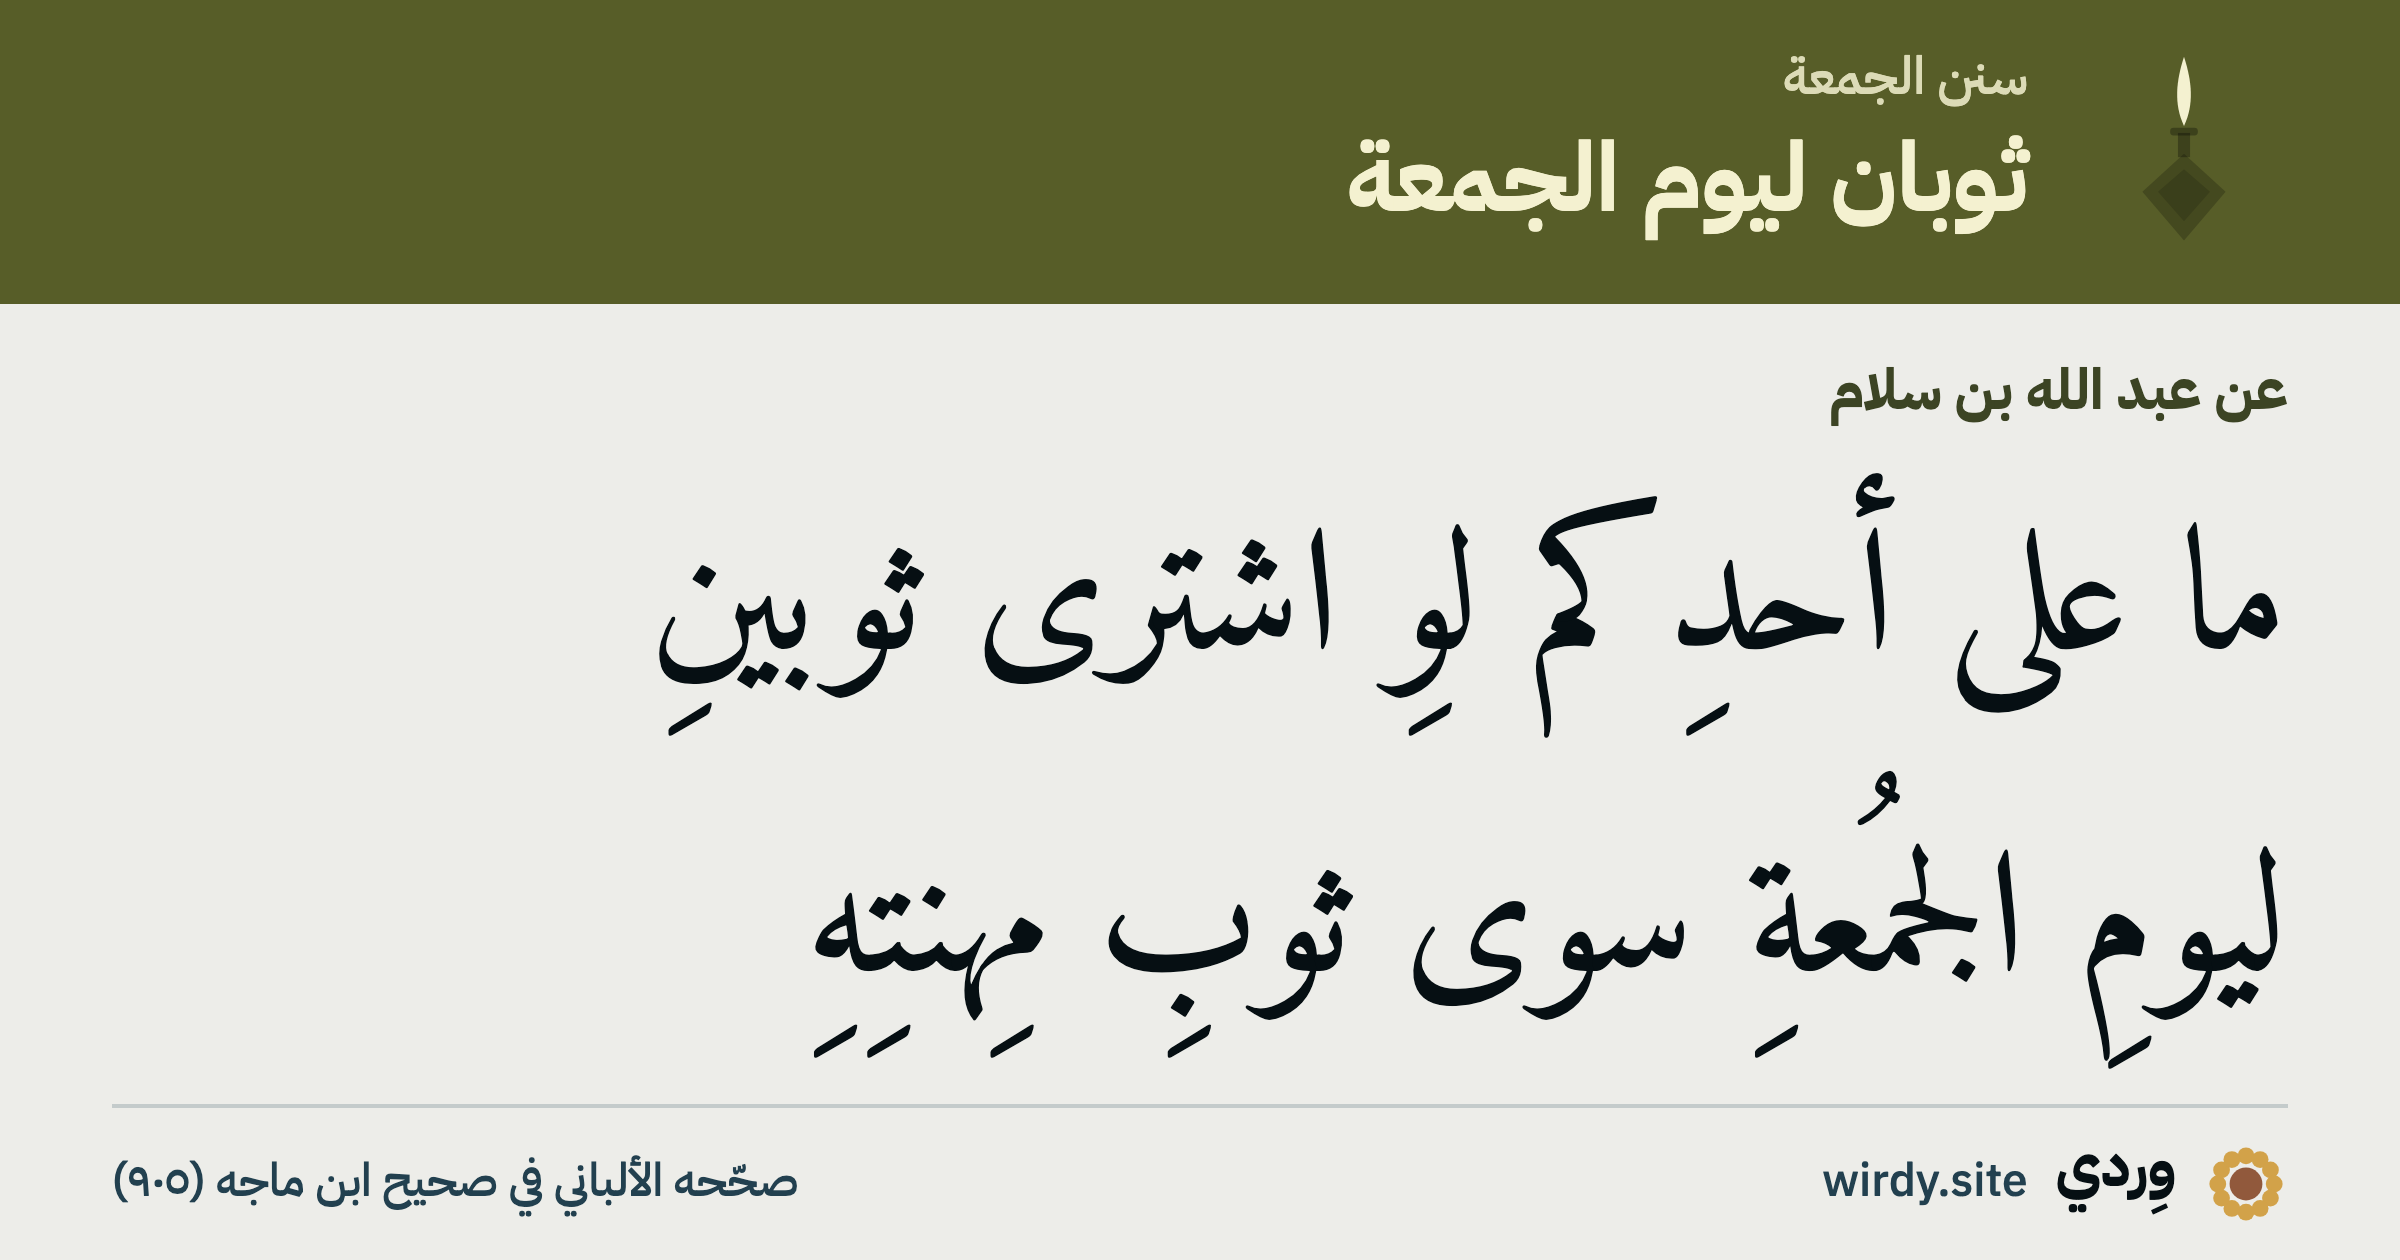 سنن الجمعة
ثوبان ليوم الجمعة
عن عبد الله بن سلام
ما على أحدِكم لوِ اشترى ثوبينِ
ليومِ الجُمُعةِ سوى ثوبِ مِهنتِهِ
وِردي wirdy.site
صحّحه الألباني في صحيح ابن ماجه (٩٠٥)